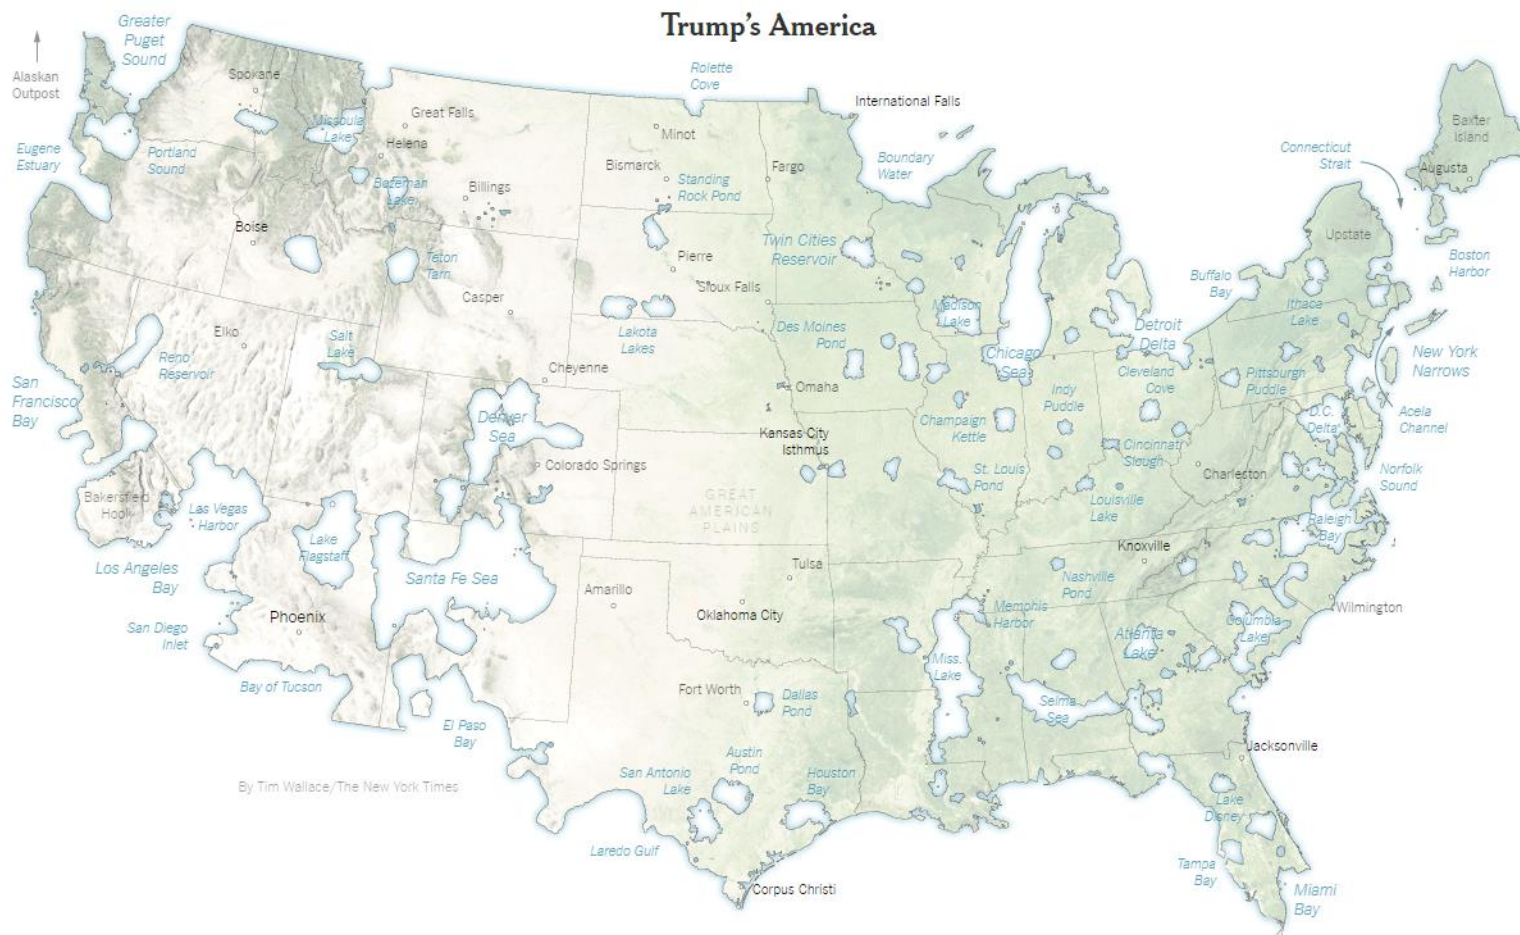 Trump's America
Greater
Puget
Sound
Alaskan
Outpost
Spokane
Rolette
Cove
International Falls
Great Falls
Missoula
Lake
Minot
Baxter
Island
Helena
Eugene
Estuary
Portland
Sound
Boundary
Water
Connecticut
Strait
Bismarck
Fargo
Augusta
Bozeman
Lake
Billings
Standing
Rock Pond
Boise
Upstate
Twin Cities
Reservoir
Teton
Tarn
Pierre
Boston
Harbor
Buffalo
Bay
Sioux Falls
Casper
Ithaca
Lake
Madison
Lake
Elko
Salt
Lake
Lakota
Lakes
Des Moines
Pond
Detroit
Delta
Reno
Reservoir
Chicago
Sea
New York
Narrows
Cheyenne
Cleveland
Cove
Pittsburgh
Puddle
San
Francisco
Bay
Omaha
Indy
Puddle
Denver
Sea
Champaign
Kettle
D.C.
Delta
Acela
Channel
Kansas City
Isthmus
Cincinnati
Slough
Colorado Springs
St. Louis
Pond
Charleston
Norfolk
Sound
Bakersfield
Hook
Las Vegas
Harbor
GREAT
AMERICAN
PLAINS
Louisville
Lake
Raleigh
Bay
Lake
Flagstaff
Knoxville
Los Angeles
Bay
Santa Fe Sea
Tulsa
Nashville
Pond
Amarillo
Phoenix
Oklahoma City
Memphis
Harbor
Wilmington
San Diego
Inlet
Columbia
Lake
Atlanta
Lake
Miss.
Lake
Bay of Tucson
Fort Worth
Dallas
Pond
Selma
Sea
El Paso
Bay
Jacksonville
Austin
Pond
San Antonio
Lake
Houston
Bay
By Tim Wallace/The New York Times
Lake
Disney
Laredo Gulf
Tampa
Bay
Corpus Christi
Miami
Bay